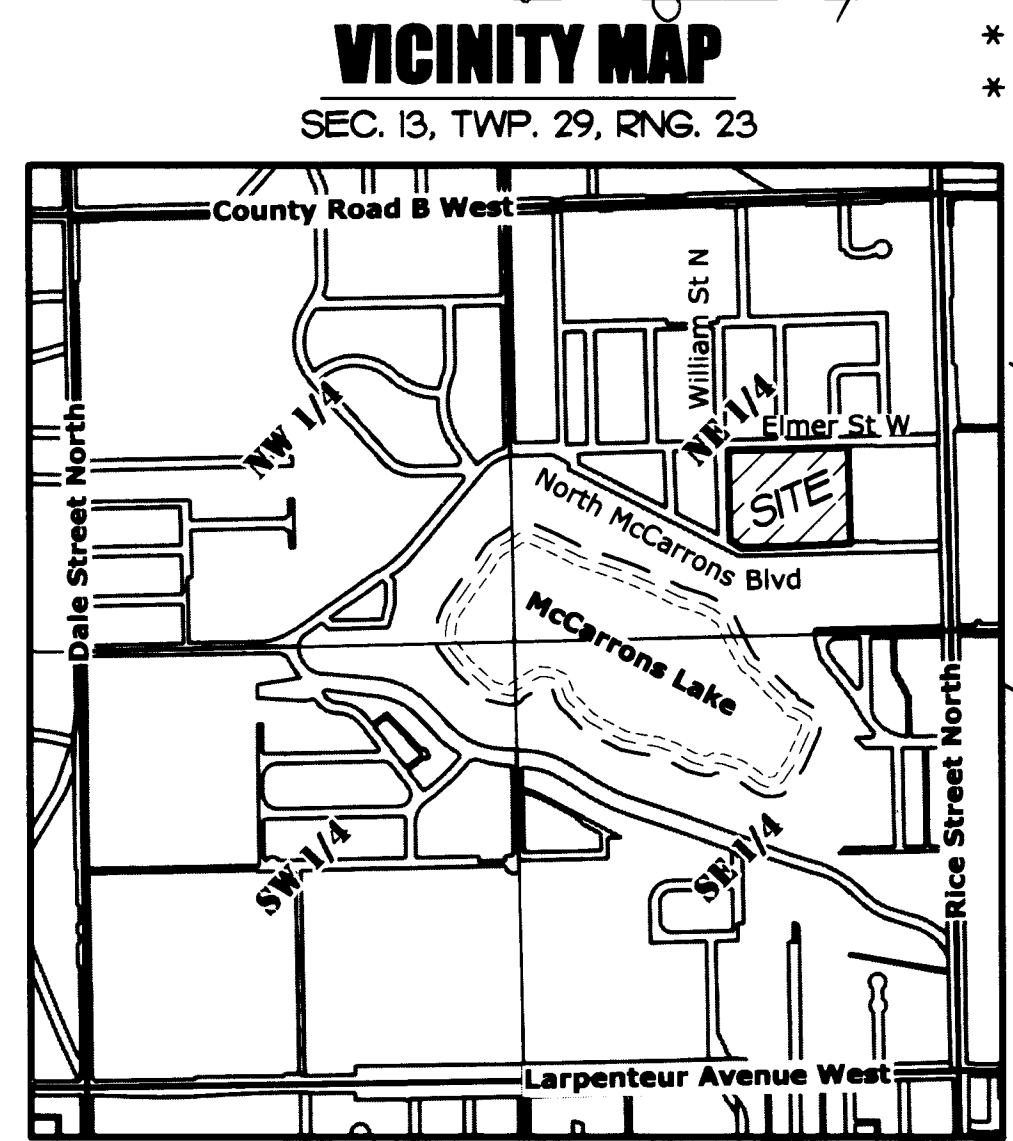 VICINITY MAP
*
*
SEC. 13, TWP. 29, RNG. 23
County Road B West
William St N
NW 1/4
NE 1/4
Elmer St W
SITE
Dale Street North
North McCarrons Blvd
McCarrons Lake
Rice Street North
SW 1/4
SE 1/4
Larpenteur Avenue West